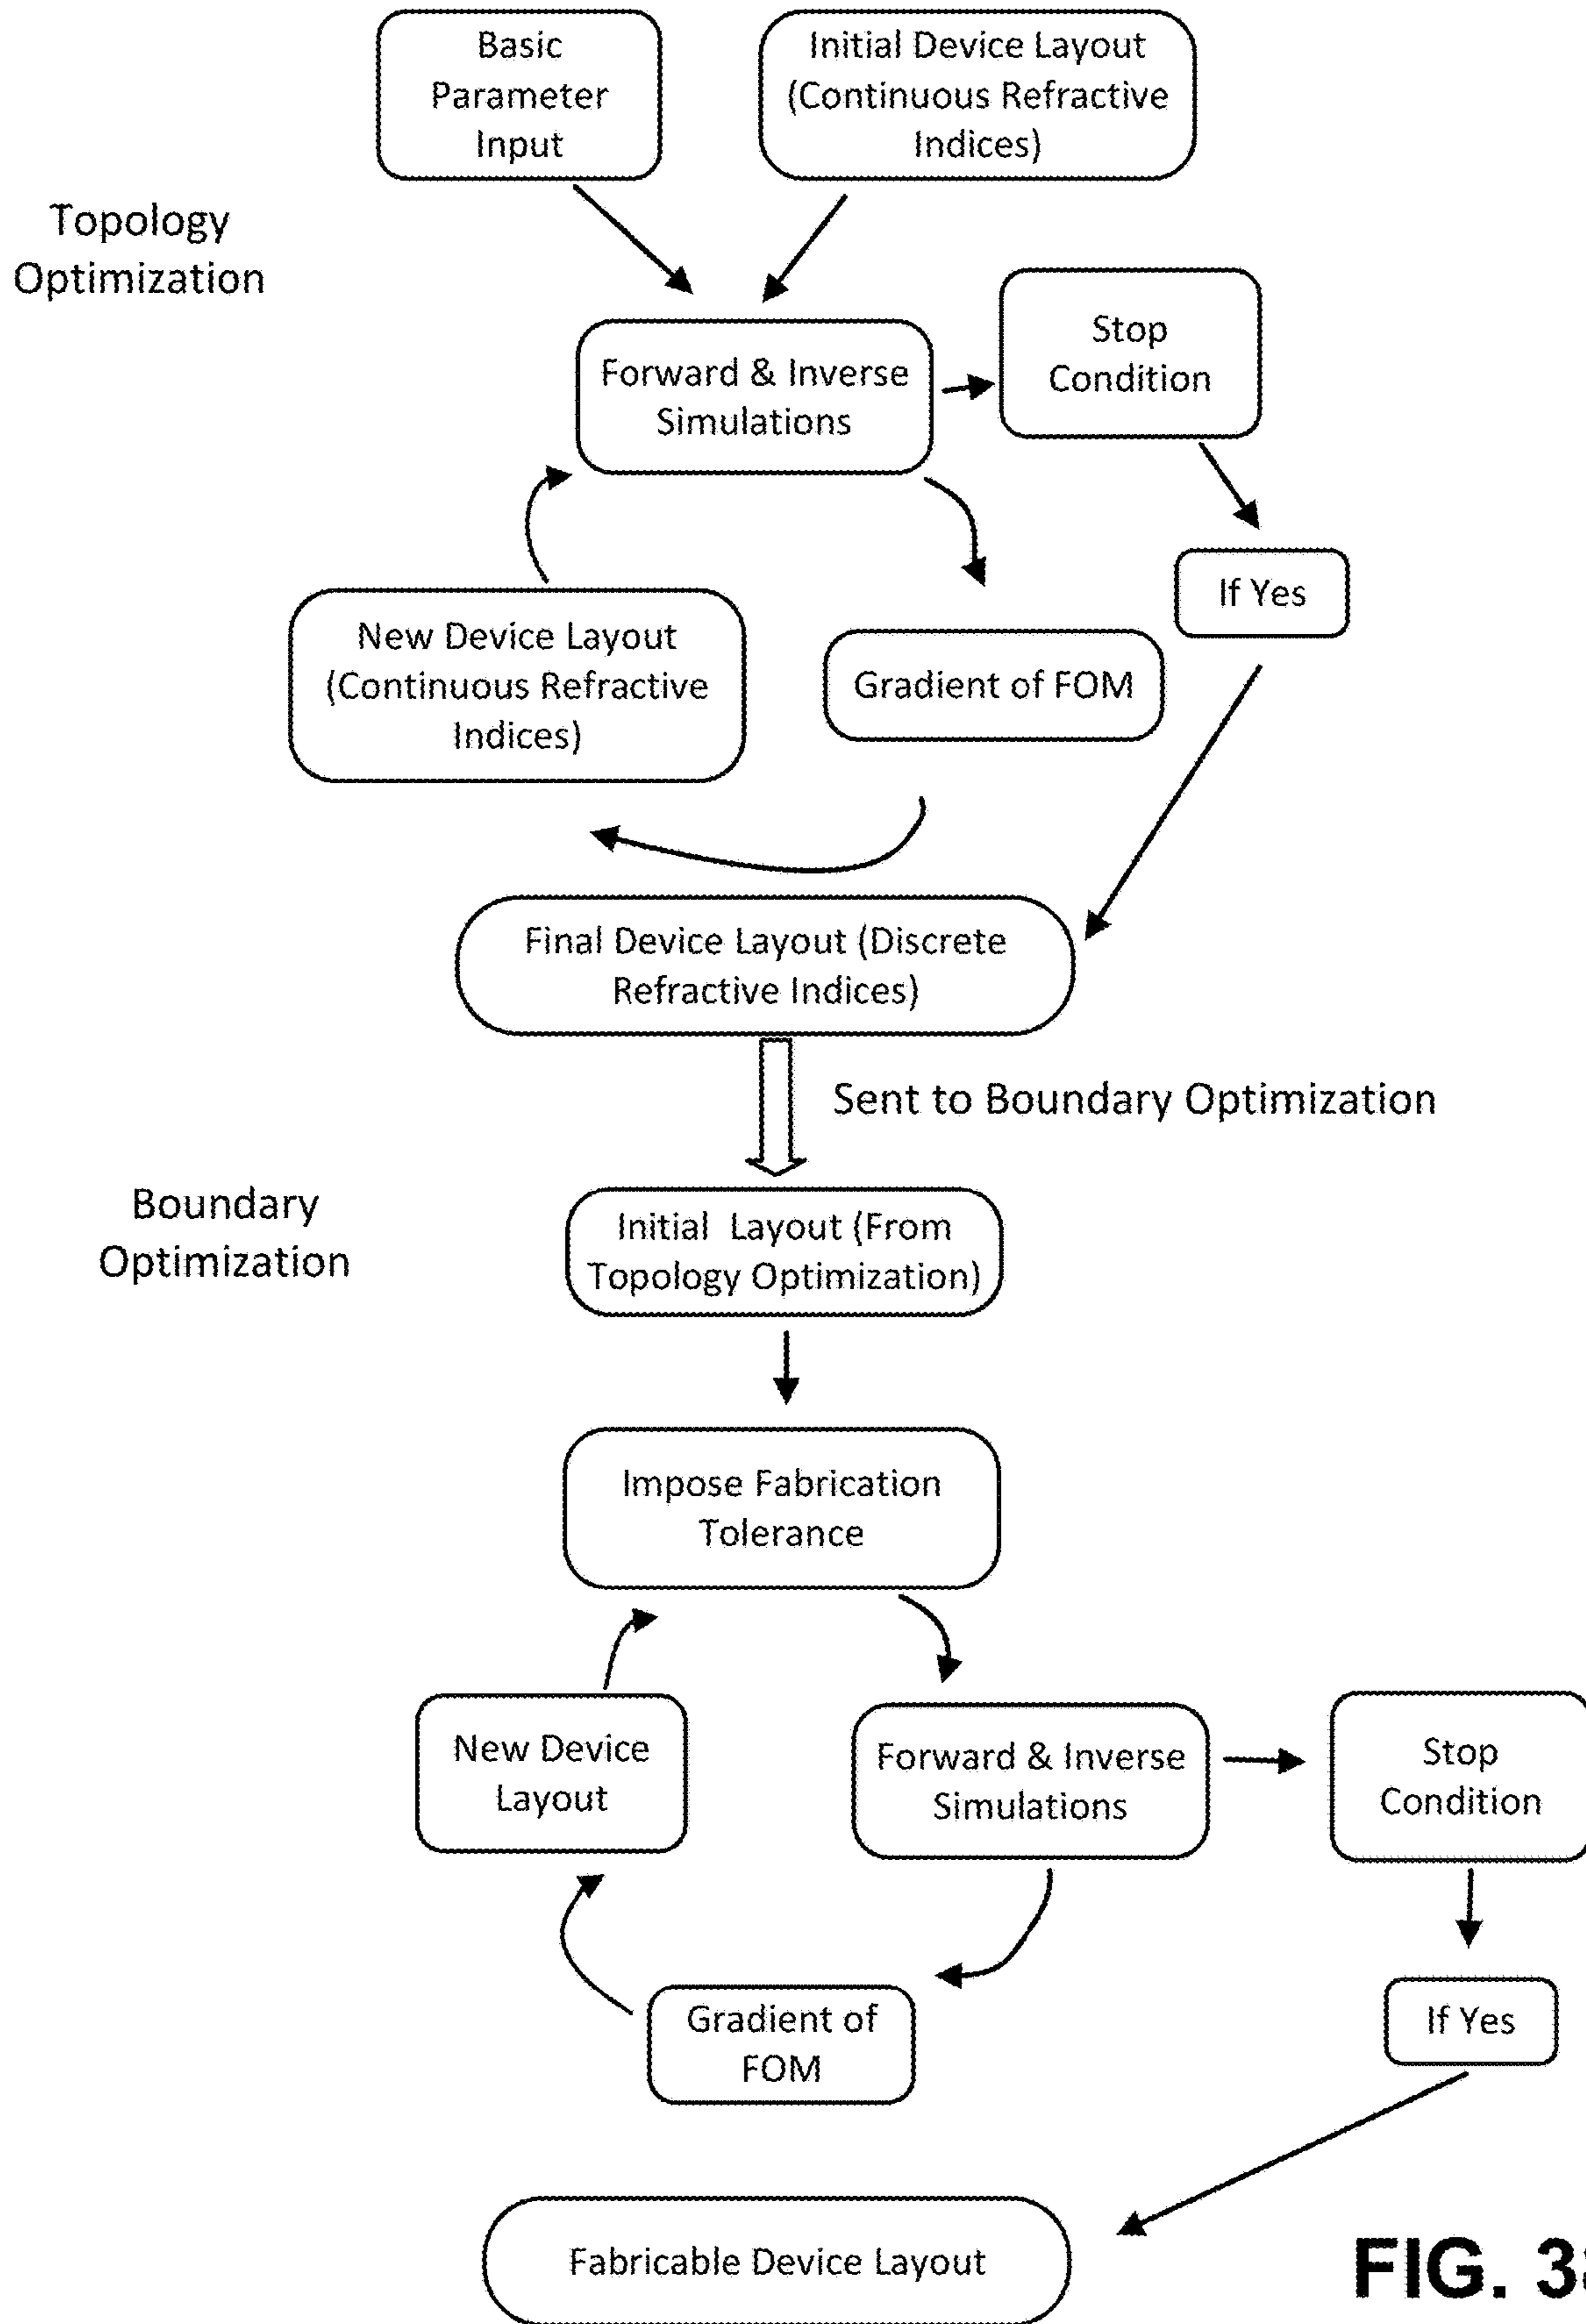 Basic
Parameter
Input
Initial Device Layout
(Continuous Refractive
Indices)
Topology
Optimization
Forward & Inverse
Simulations
Stop
Condition
If Yes
New Device Layout
(Continuous Refractive
Indices)
Gradient of FOM
Final Device Layout (Discrete
Refractive Indices)
Sent to Boundary Optimization
Boundary
Optimization
Initial Layout (From
Topology Optimization)
Impose Fabrication
Tolerance
New Device
Layout
Forward & Inverse
Simulations
Stop
Condition
Gradient of
FOM
If Yes
Fabricable Device Layout
FIG.